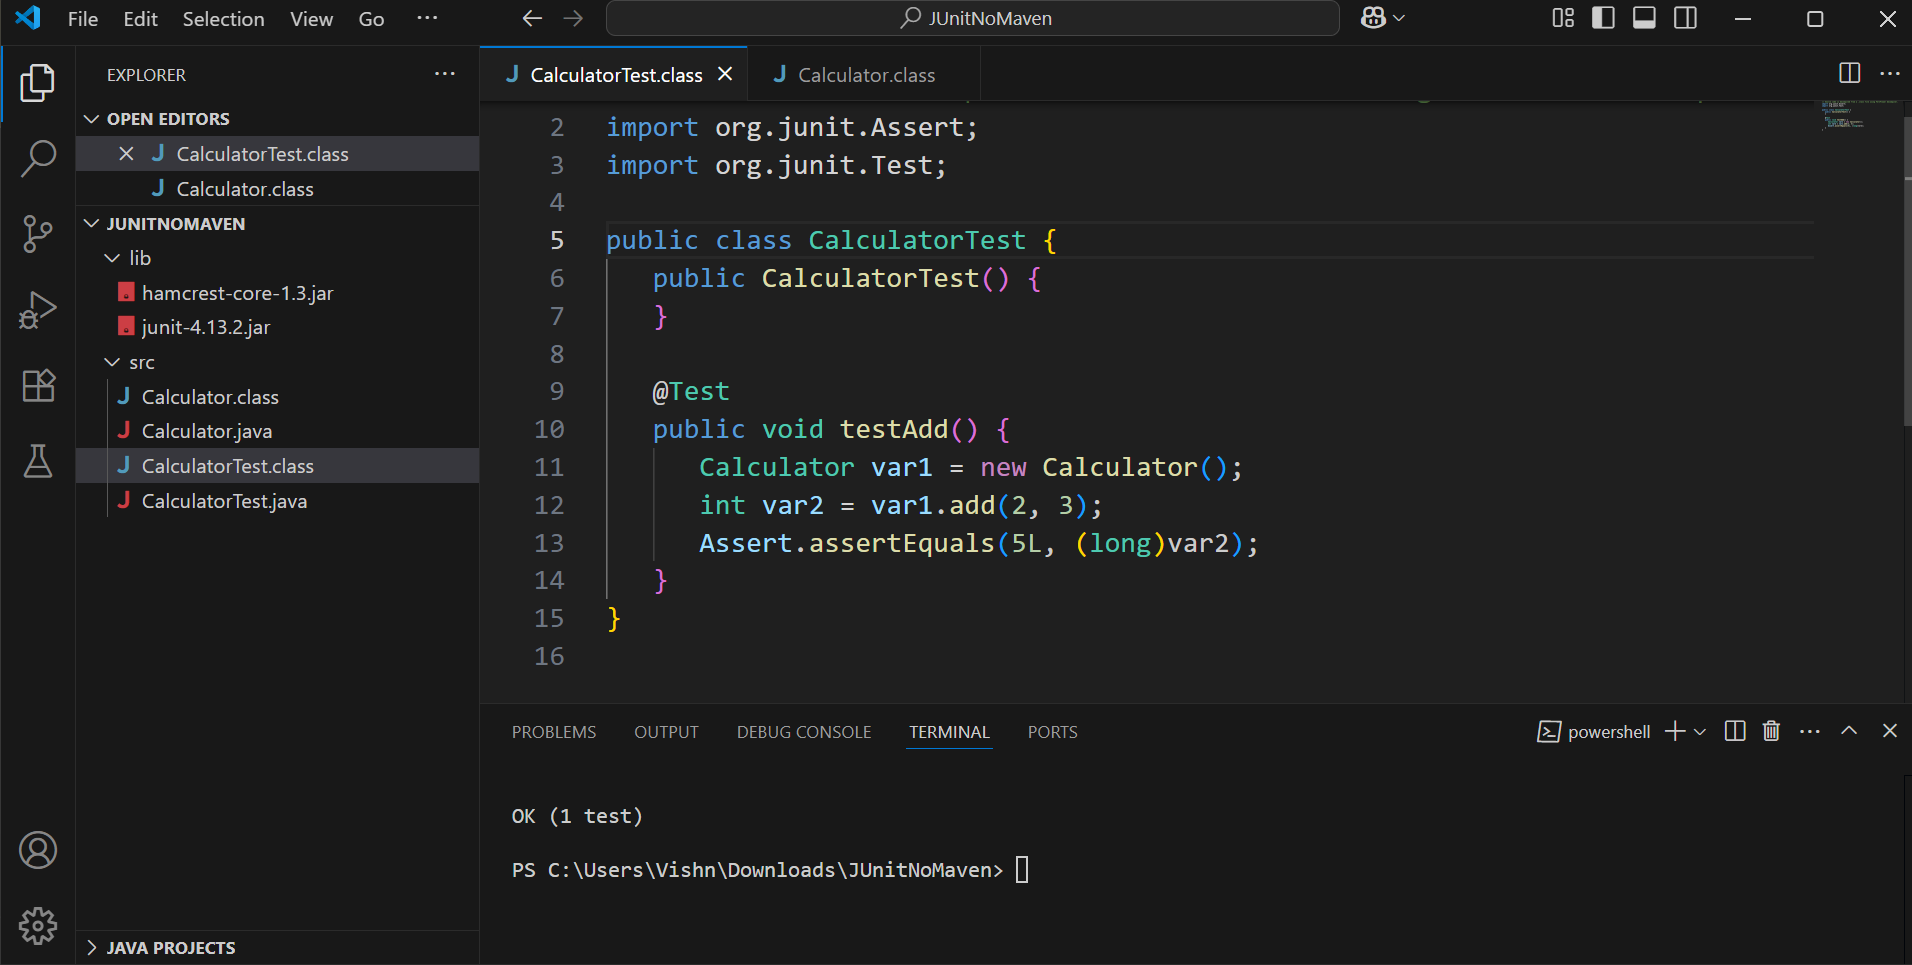 File Edit Selection View Go ···
JUnitNoMaven
EXPLORER ···
OPEN EDITORS
CalculatorTest.class
Calculator.class
JUNITNOMAVEN
lib
hamcrest-core-1.3.jar
junit-4.13.2.jar
src
Calculator.class
Calculator.java
CalculatorTest.class
CalculatorTest.java
JAVA PROJECTS
CalculatorTest.class Calculator.class
2 import org.junit.Assert;
3 import org.junit.Test;
4
5 public class CalculatorTest {
6 public CalculatorTest() {
7 }
8
9 @Test
10 public void testAdd() {
11 Calculator var1 = new Calculator();
12 int var2 = var1.add(2, 3);
13 Assert.assertEquals(5L, (long)var2);
14 }
15 }
16
PROBLEMS OUTPUT DEBUG CONSOLE TERMINAL PORTS powershell
OK (1 test)
PS C:\Users\Vishn\Downloads\JUnitNoMaven>